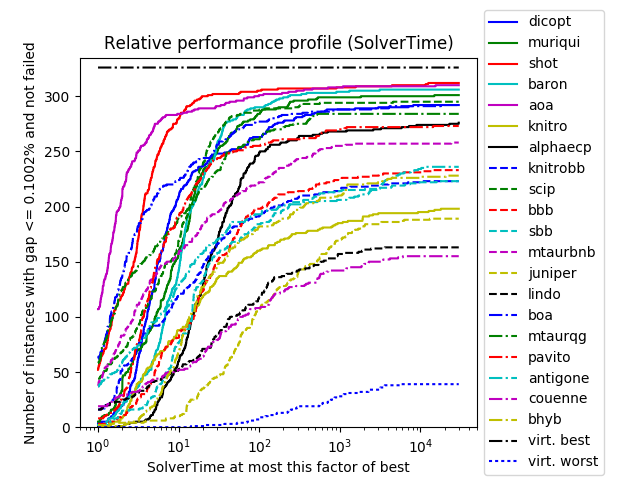 Relative performance profile (SolverTime)
Number of instances with gap <= 0.1002% and not failed
300
250
200
150
100
50
0
10^0
10^1
10^2
10^3
10^4
SolverTime at most this factor of best
dicopt
muriqui
shot
baron
aoa
knitro
alphaecp
knitrobb
scip
bbb
sbb
mtaurbnb
juniper
lindo
boa
mtaurqg
pavito
antigone
couenne
bhyb
virt. best
virt. worst